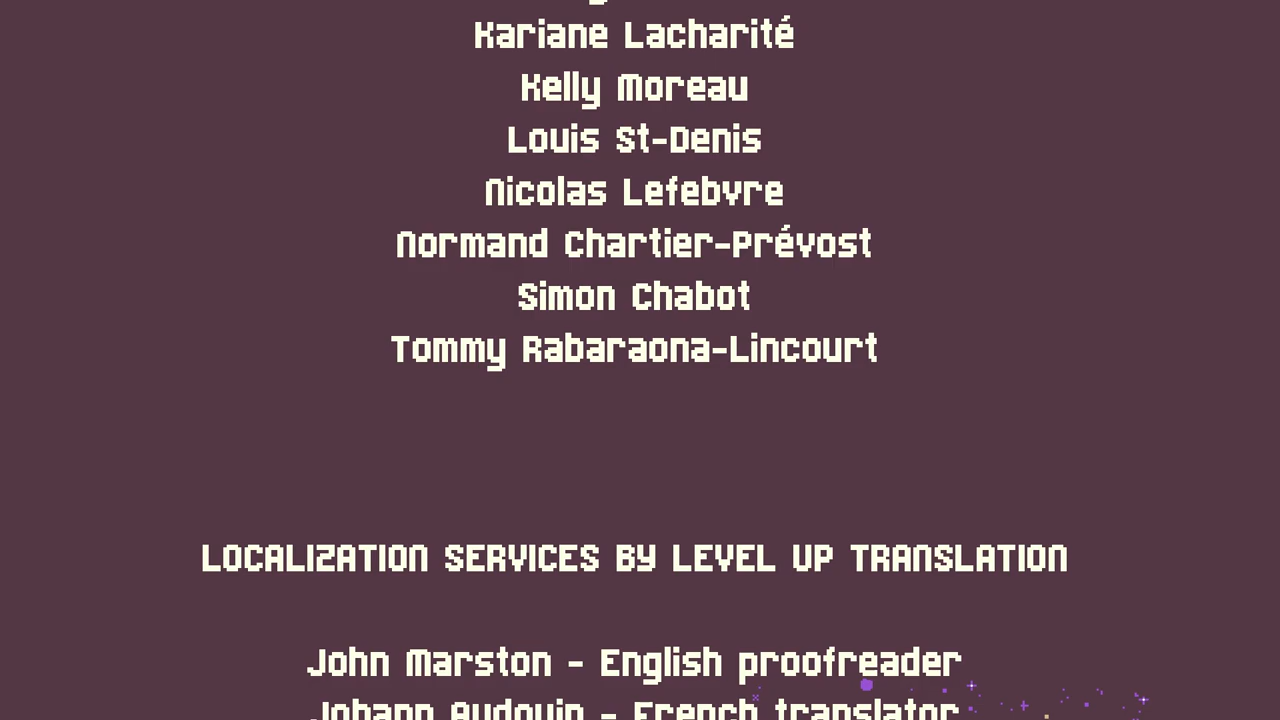 Kariane Lacharité
Kelly Moreau
Louis St-Denis
Nicolas Lefebvre
Normand Chartier-Prévost
Simon Chabot
Tommy Rabaraona-Lincourt
LOCALIZATION SERVICES BY LEVEL UP TRANSLATION
John Marston - English proofreader
Johann Audouin - French translator